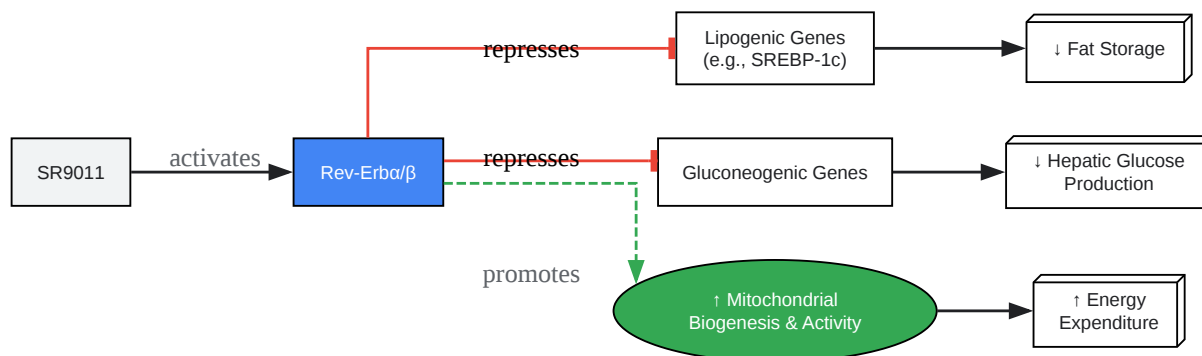 represses
Lipogenic Genes
(e.g., SREBP-1c)
↓ Fat Storage
SR9011
activates
Rev-Erbα/β
represses
Gluconeogenic Genes
↓ Hepatic Glucose
Production
promotes
↑ Mitochondrial
Biogenesis & Activity
↑ Energy
Expenditure